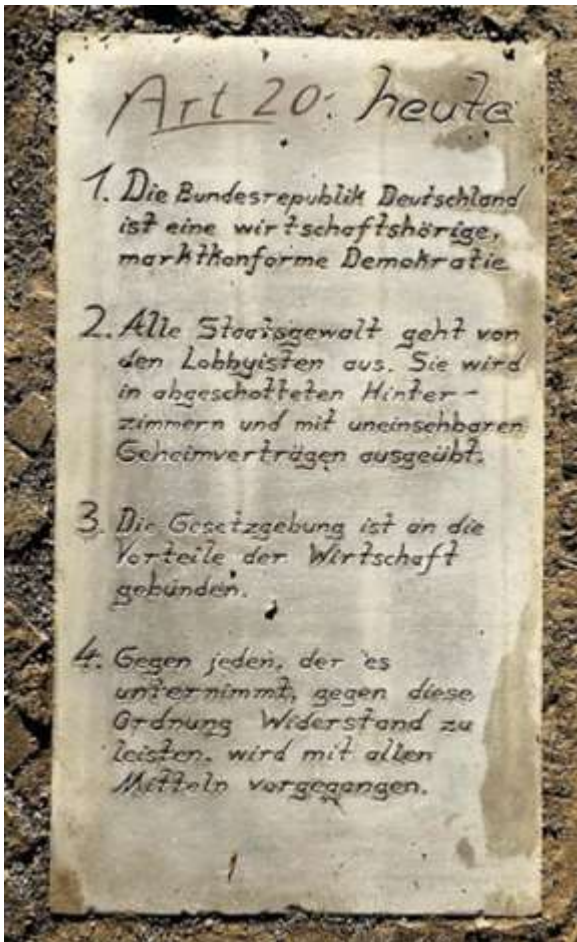 Art 20: heute
1. Die Bundesrepublik Deutschland
ist eine wirtschaftshörige,
marktkonforme Demokratie
2. Alle Staatsgewalt geht von
den Lobbyisten aus. Sie wird
in abgeschotteten Hinter-
zimmern und mit uneinsehbaren
Geheimverträgen ausgeübt.
3. Die Gesetzgebung ist an die
Vorteile der Wirtschaft
gebunden.
4. Gegen jeden, der es
unternimmt, gegen diese
Ordnung Widerstand zu
leisten, wird mit allen
Mitteln vorgegangen.